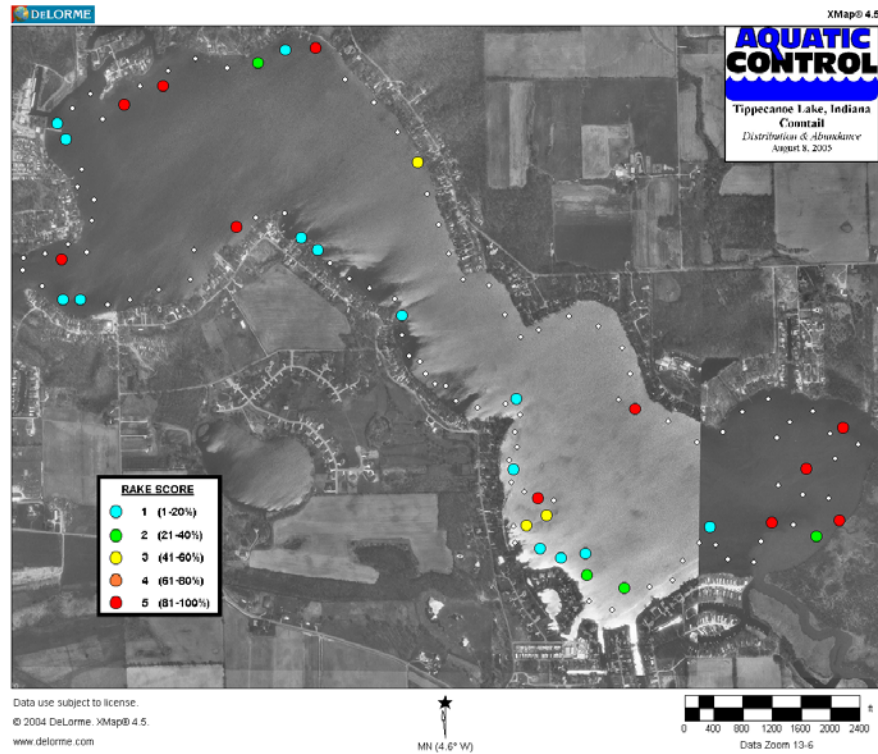 DELORME
XMap® 4.5
AQUATIC
CONTROL
Tippecanoe Lake, Indiana
Coontail
Distribution & Abundance
August 8, 2005
RAKE SCORE
1 (1-20%)
2 (21-40%)
3 (41-60%)
4 (61-80%)
5 (81-100%)
Data use subject to license.
© 2004 DeLorme. XMap® 4.5.
www.delorme.com
MN (4.6° W)
ft
0 400 800 1200 1600 2000 2400
Data Zoom 13-6